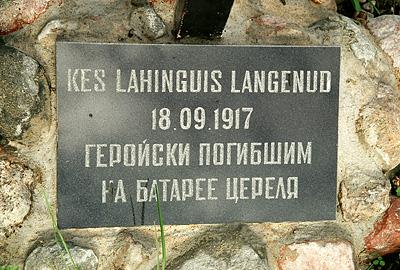 KES LAHINGUIS LANGENUD
18.09.1917
ГЕРОЙСКИ ПОГИБШИМ
НА БАТАРЕЕ ЦЕРЕЛЯ